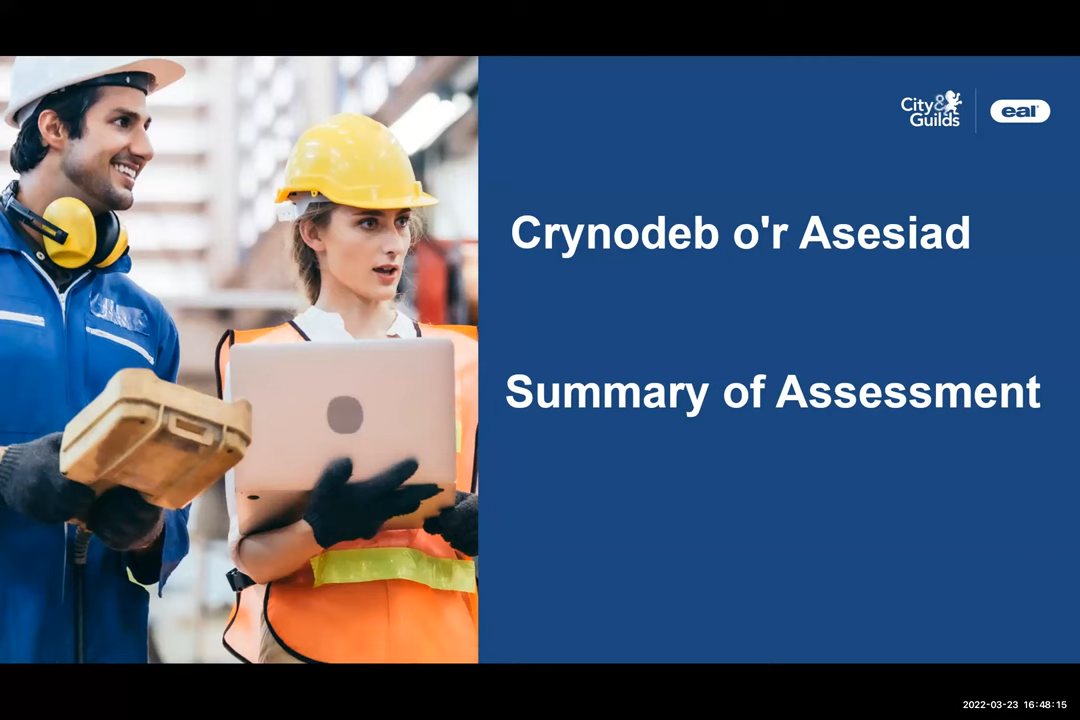 City&
Guilds
eal
Crynodeb o'r Asesiad
Summary of Assessment
2022-03-23 16:48:15